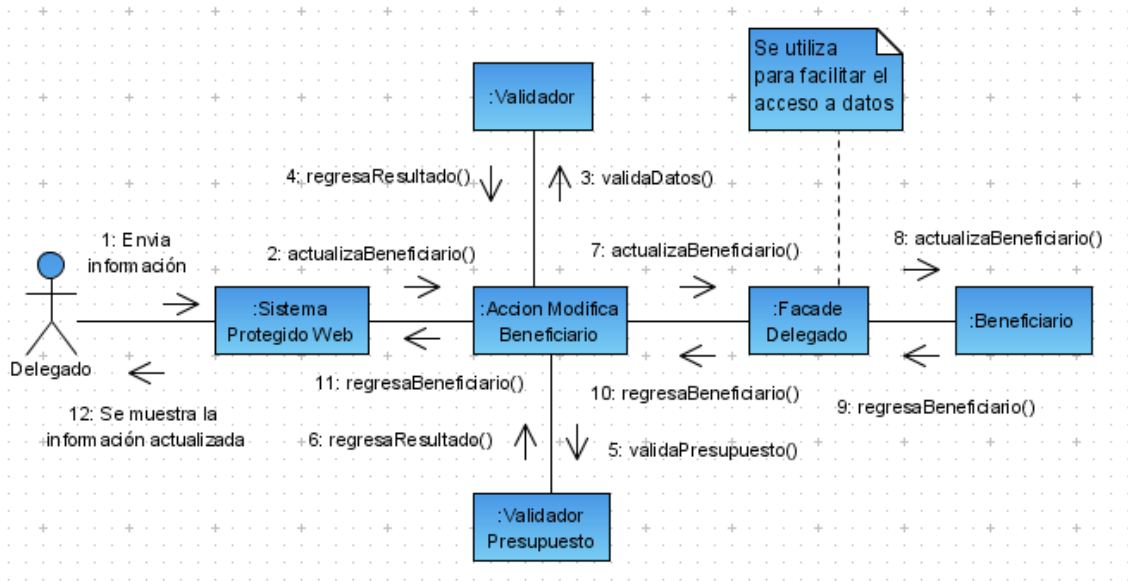 Se utiliza
para facilitar el
acceso a datos
:Validador
4: regresaResultado()
3: validaDatos()
1: Envia
información
2: actualizaBeneficiario()
7: actualizaBeneficiario()
8: actualizaBeneficiario()
:Sistema
Protegido Web
:Accion Modifica
Beneficiario
:Facade
Delegado
:Beneficiario
Delegado
11: regresaBeneficiario()
10: regresaBeneficiario()
9: regresaBeneficiario()
12: Se muestra la
información actualizada
6: regresaResultado()
5: validaPresupuesto()
:Validador
Presupuesto